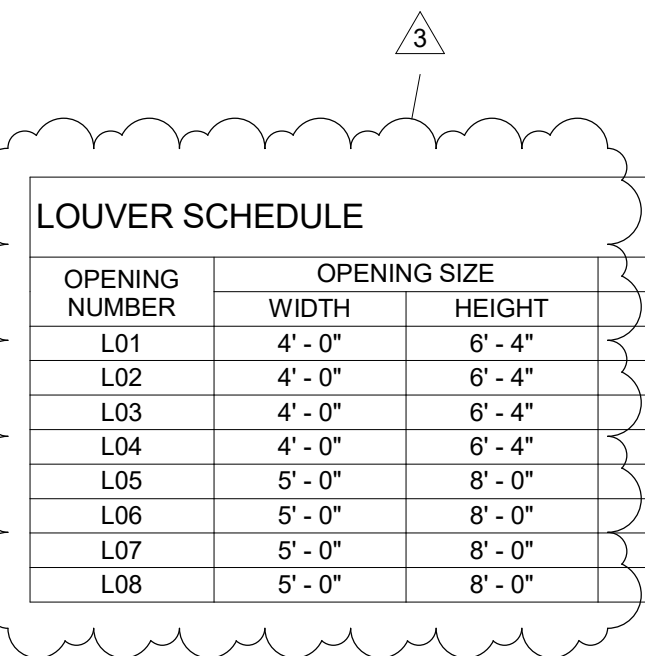 3
LOUVER SCHEDULE
OPENING NUMBER OPENING SIZE
WIDTH HEIGHT
L01 4' - 0" 6' - 4"
L02 4' - 0" 6' - 4"
L03 4' - 0" 6' - 4"
L04 4' - 0" 6' - 4"
L05 5' - 0" 8' - 0"
L06 5' - 0" 8' - 0"
L07 5' - 0" 8' - 0"
L08 5' - 0" 8' - 0"